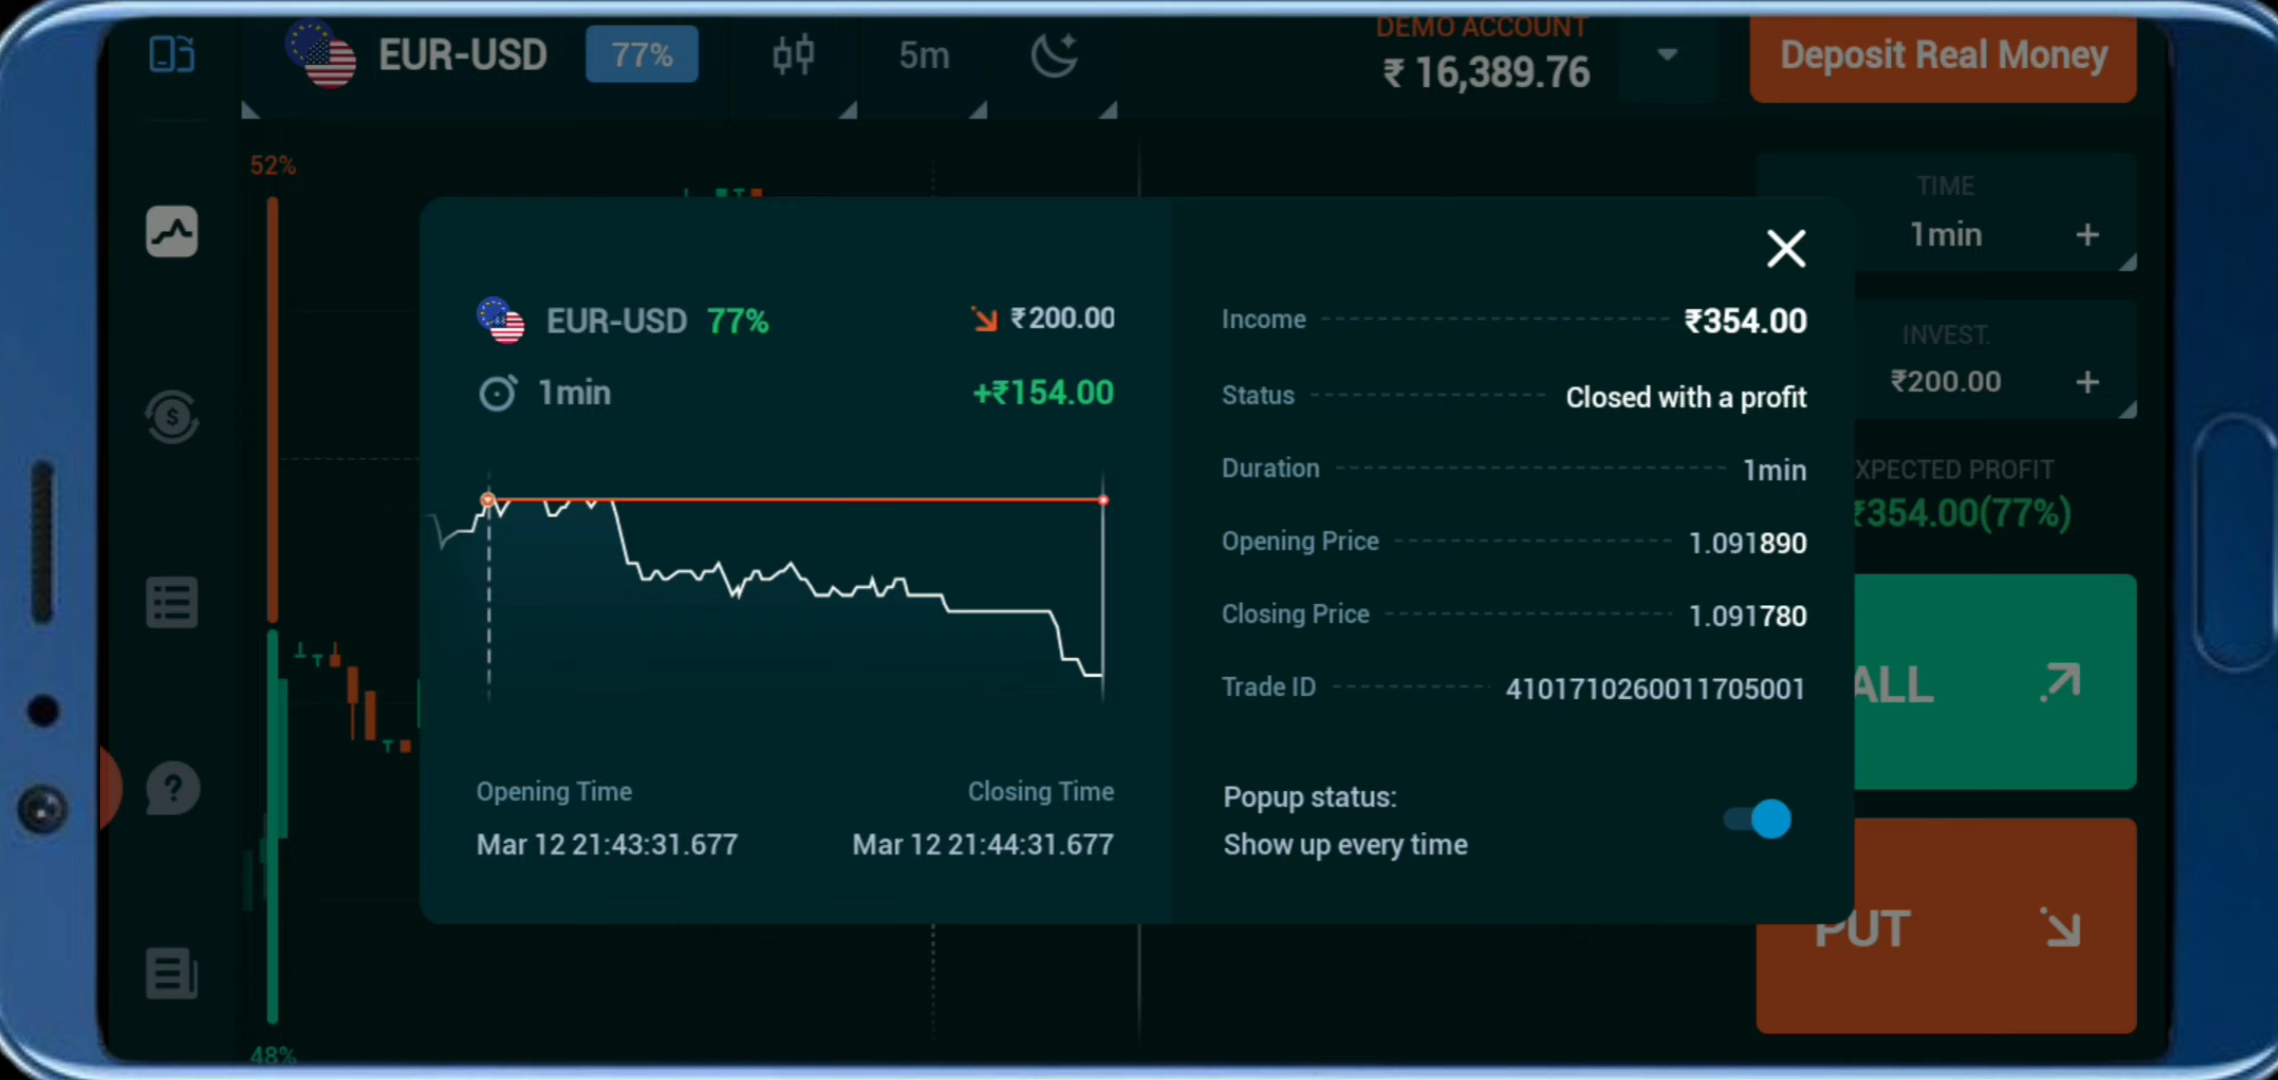 EUR-USD
77%
5m
DEMO ACCOUNT
₹ 16,389.76
Deposit Real Money
52%
TIME
1min
+
INVEST.
₹200.00
+
XPECTED PROFIT
₹354.00(77%)
ALL
PUT
48%
EUR-USD 77%
₹200.00
1min
+₹154.00
Opening Time
Closing Time
Mar 12 21:43:31.677
Mar 12 21:44:31.677
Income ₹354.00
Status Closed with a profit
Duration 1min
Opening Price 1.091890
Closing Price 1.091780
Trade ID 4101710260011705001
Popup status:
Show up every time